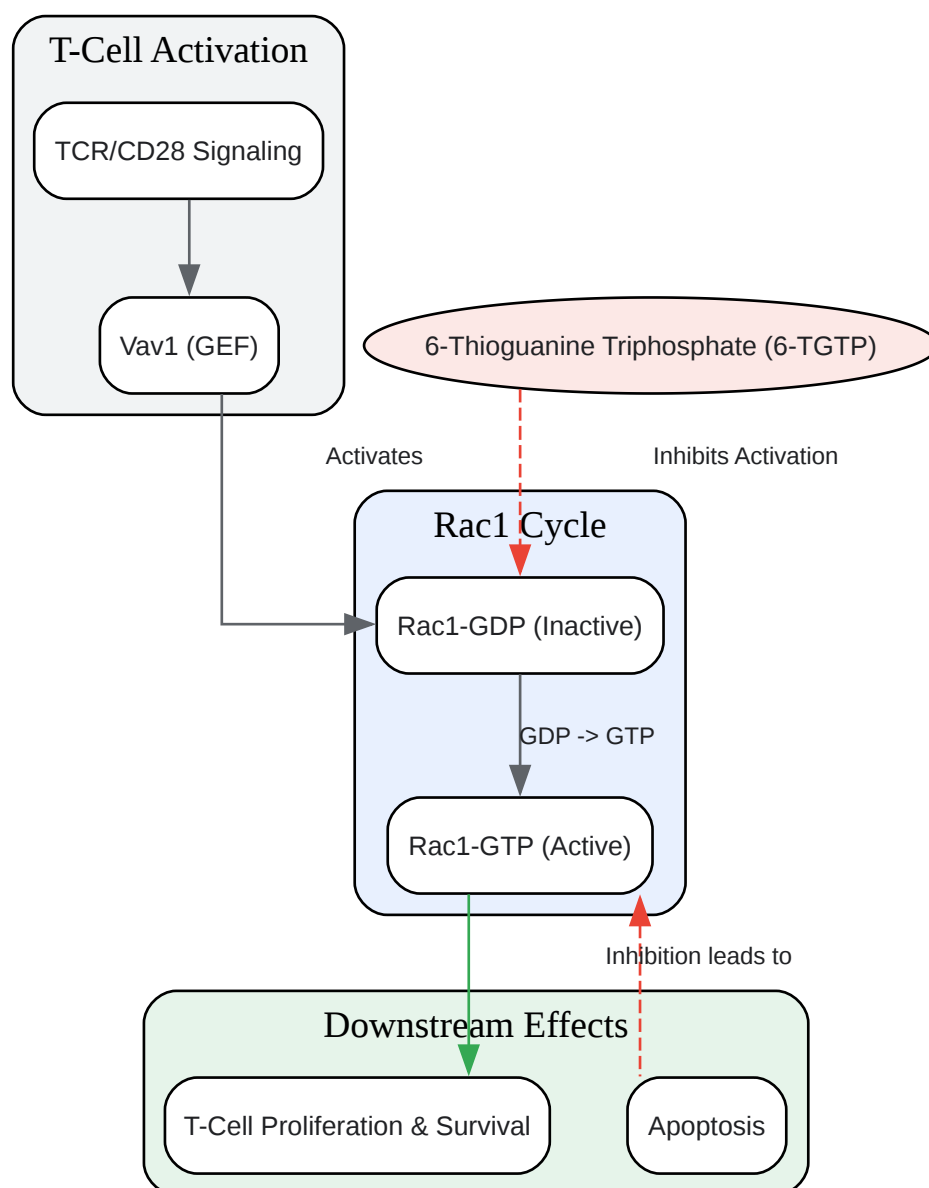 T-Cell Activation
TCR/CD28 Signaling
Vav1 (GEF)
6-Thioguanine Triphosphate (6-TGTP)
Activates
Inhibits Activation
Rac1 Cycle
Rac1-GDP (Inactive)
GDP -> GTP
Rac1-GTP (Active)
Inhibition leads to
Downstream Effects
T-Cell Proliferation & Survival
Apoptosis